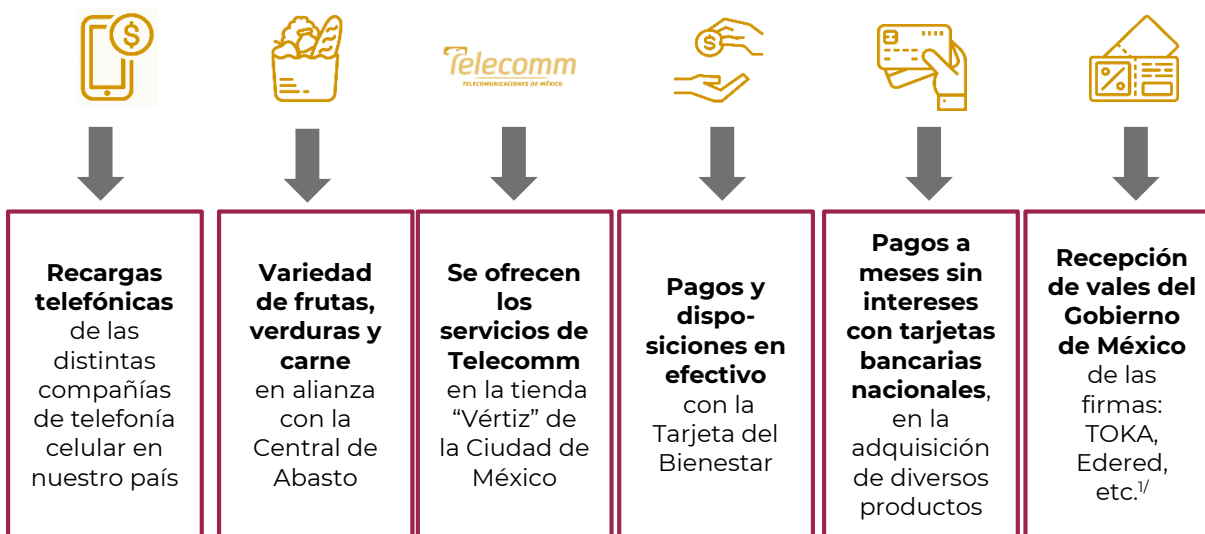 $
Telecomm
TELECOMUNICACIONES DE MÉXICO
$
%
Recargas
telefónicas
de las
distintas
compañías
de telefonía
celular en
nuestro país
Variedad
de frutas,
verduras y
carne
en alianza
con la
Central de
Abasto
Se ofrecen
los
servicios de
Telecomm
en la tienda
“Vértiz” de
la Ciudad de
México
Pagos y
dispo-
siciones en
efectivo
con la
Tarjeta del
Bienestar
Pagos a
meses sin
intereses
con tarjetas
bancarias
nacionales,
en la
adquisición
de diversos
productos
Recepción
de vales del
Gobierno
de México
de las
firmas:
TOKA,
Edered,
etc.1/